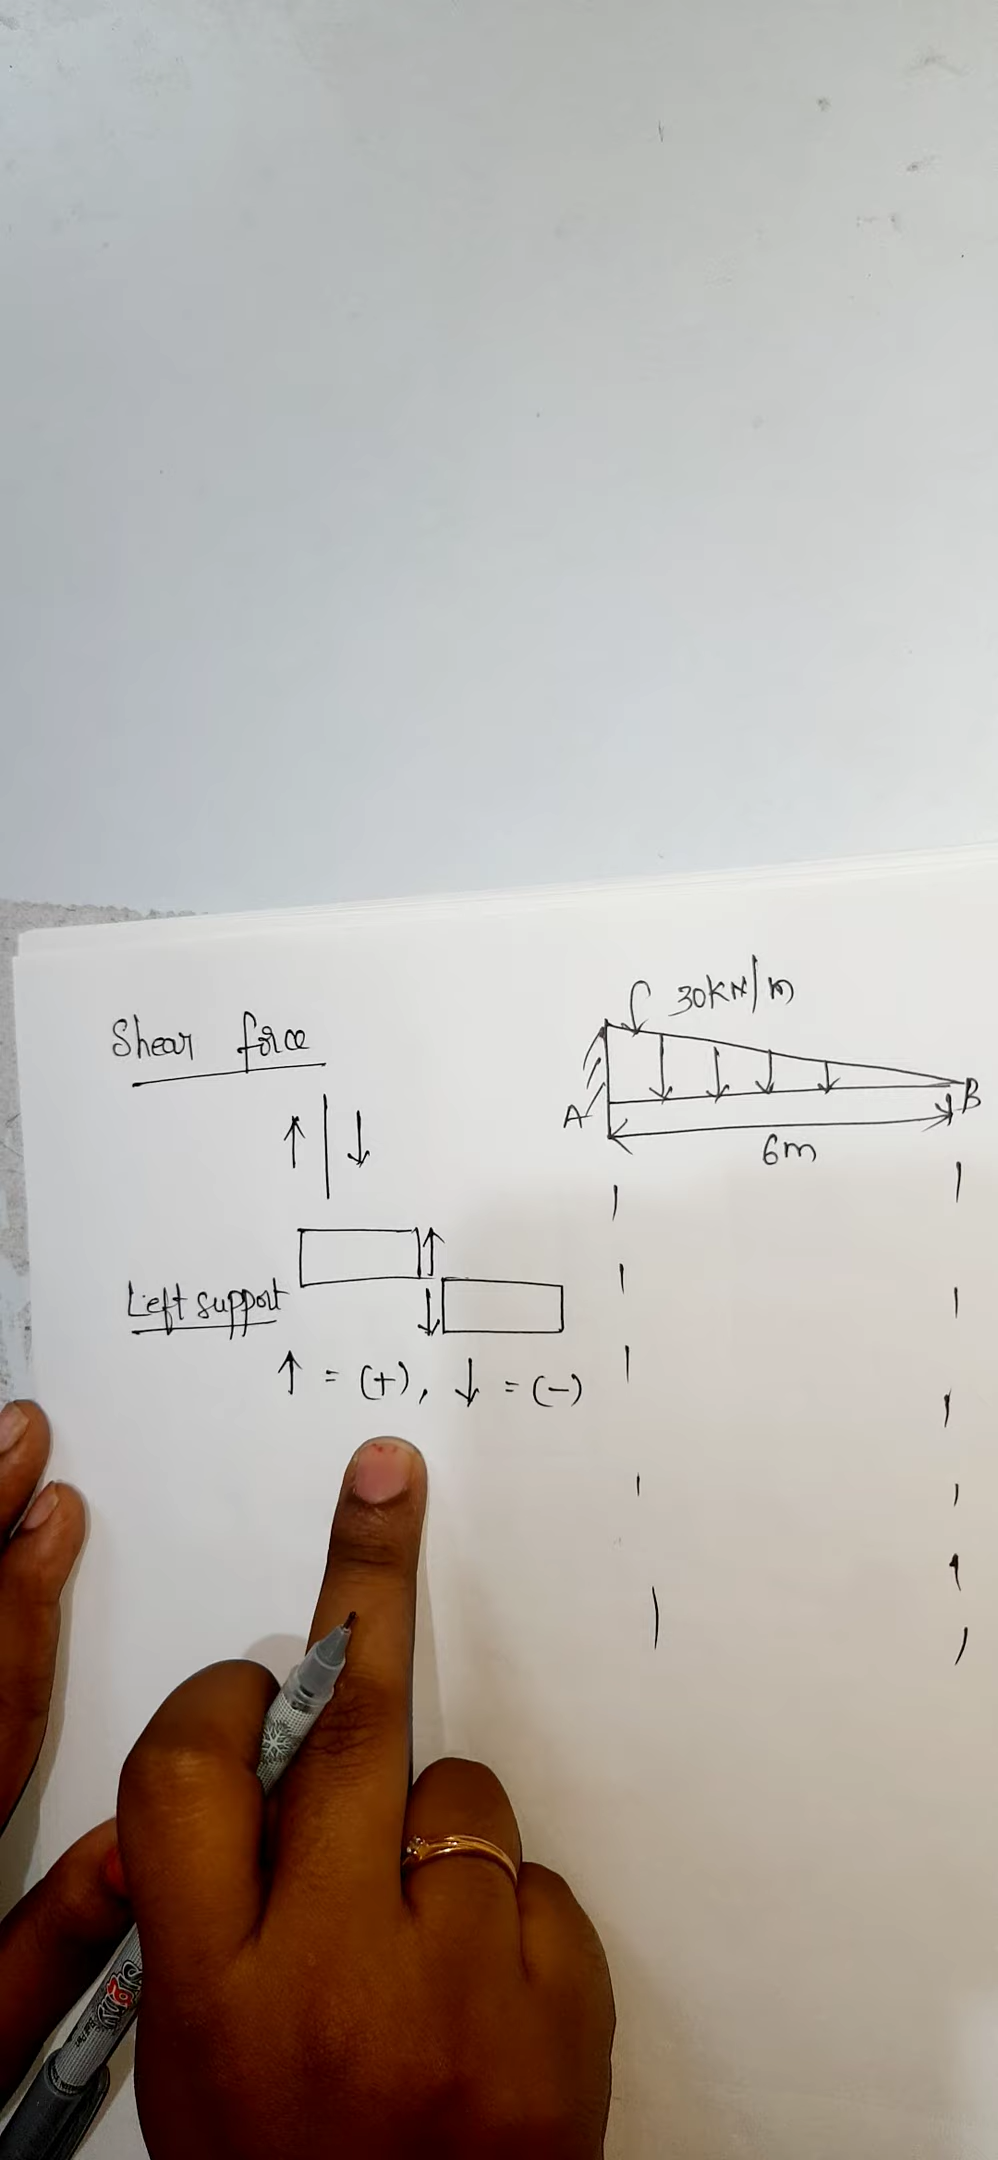 Shear force
Left support
↑ = (+), ↓ = (-)
30KN/m
A
B
6m